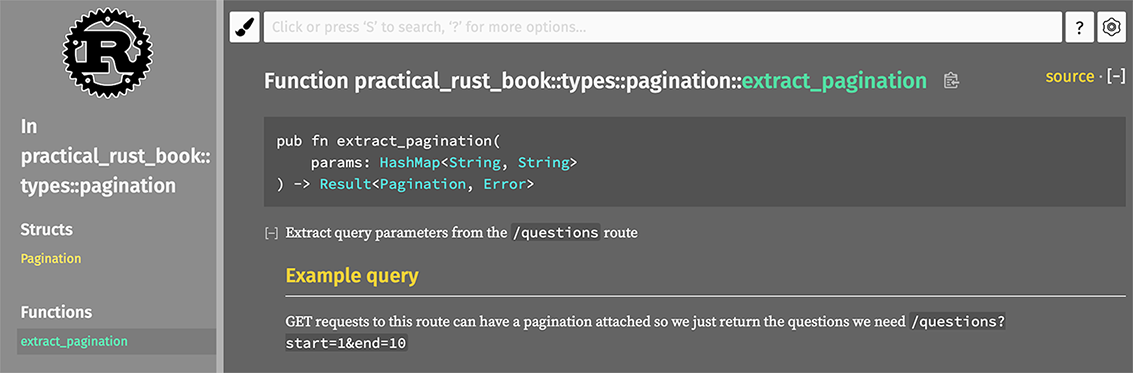 R
Click or press ‘S’ to search, ‘?’ for more options…
?
In
practical_rust_book::
types::pagination
Structs
Pagination
Functions
extract_pagination
Function practical_rust_book::types::pagination::extract_pagination
source · [−]
pub fn extract_pagination(
    params: HashMap<String, String>
) -> Result<Pagination, Error>
[−] Extract query parameters from the /questions route
Example query
GET requests to this route can have a pagination attached so we just return the questions we need /questions?
start=1&end=10